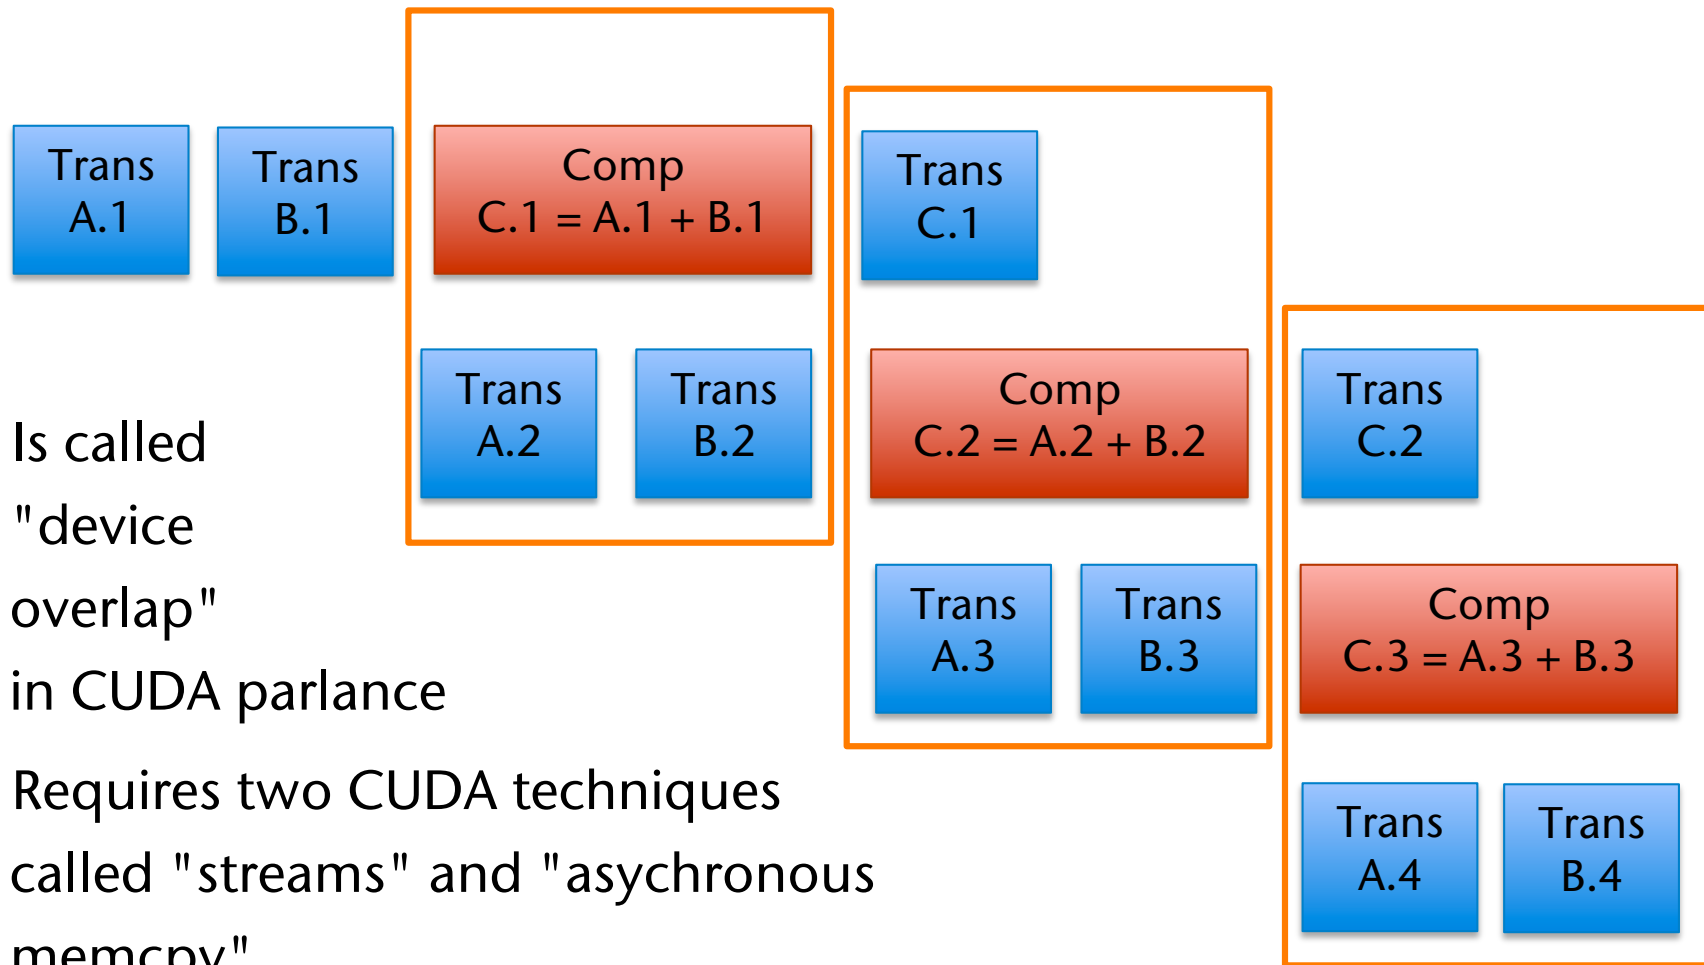 Trans
A.1
Trans
B.1
Comp
C.1 = A.1 + B.1
Trans
C.1
Trans
A.2
Trans
B.2
Comp
C.2 = A.2 + B.2
Trans
C.2
Trans
A.3
Trans
B.3
Comp
C.3 = A.3 + B.3
Trans
A.4
Trans
B.4
Is called
"device
overlap"
in CUDA parlance
Requires two CUDA techniques
called "streams" and "asychronous
memcpy"